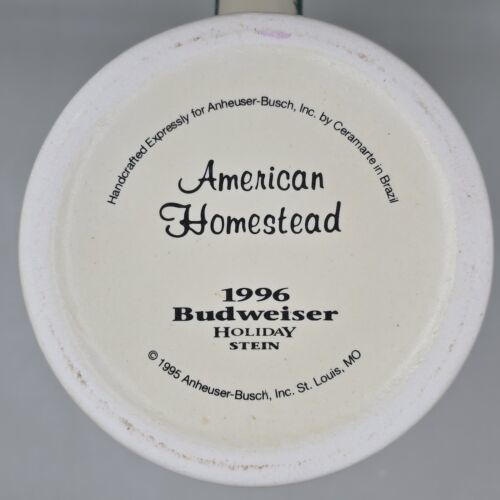 Handcrafted Expressly for Anheuser-Busch, Inc. by Ceramarte in Brazil
American
Homestead
1996
Budweiser
HOLIDAY
STEIN
© 1995 Anheuser-Busch, Inc. St. Louis, MO